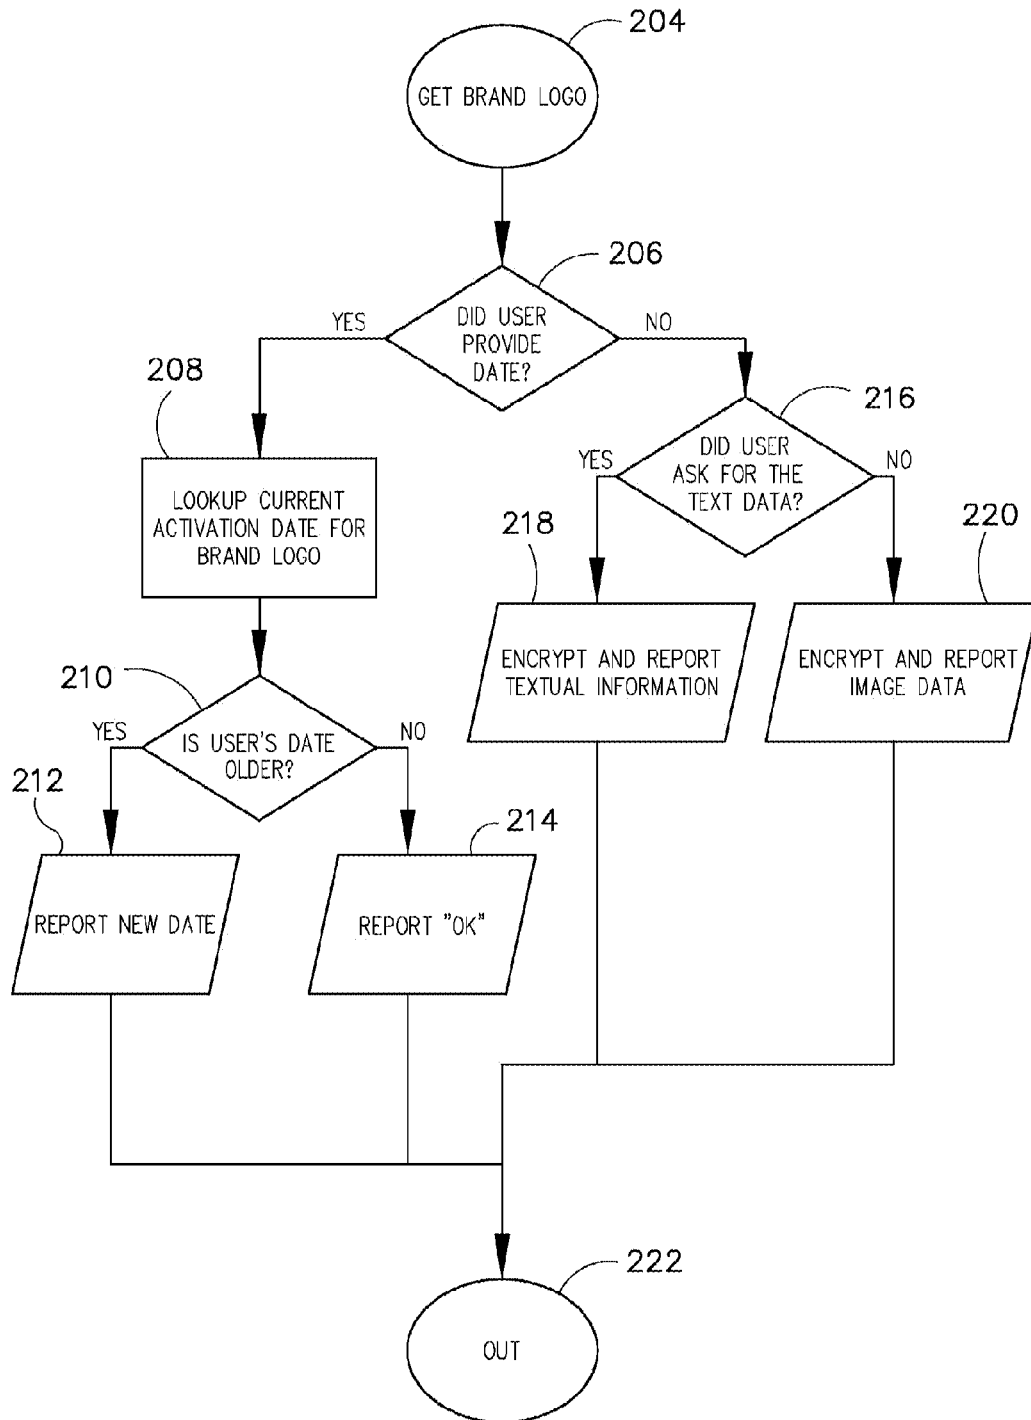 204
GET BRAND LOGO
206
YES
DID USER
PROVIDE
DATE?
NO
208
LOOKUP CURRENT
ACTIVATION DATE FOR
BRAND LOGO
216
YES
DID USER
ASK FOR THE
TEXT DATA?
NO
218
ENCRYPT AND REPORT
TEXTUAL INFORMATION
220
ENCRYPT AND REPORT
IMAGE DATA
210
YES
IS USER'S DATE
OLDER?
NO
212
REPORT NEW DATE
214
REPORT "OK"
222
OUT